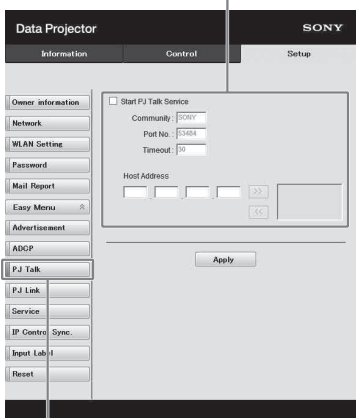 Data Projector
SONY
Information
Control
Setup
Owner information
Network
WLAN Setting
Password
Mail Report
Easy Menu
Advertisement
ADCP
PJ Talk
PJ Link
Service
IP Control Sync.
Input Label
Reset
Start PJ Talk Service
Community : SONY
Port No. : 53484
Timeout : 30
Host Address
. . .
>>
<<
Apply